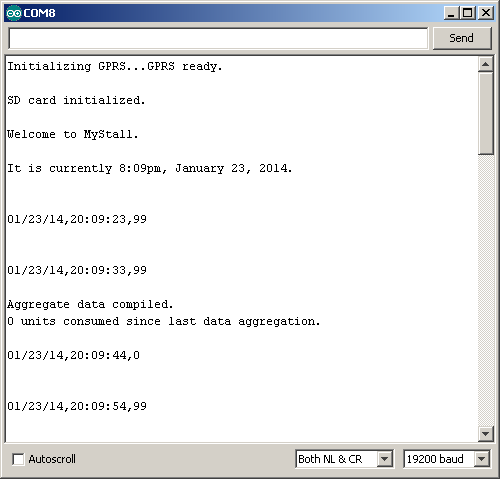 COM8
Send
Initializing GPRS...GPRS ready.
SD card initialized.
Welcome to MyStall.
It is currently 8:09pm, January 23, 2014.
01/23/14,20:09:23,99
01/23/14,20:09:33,99
Aggregate data compiled.
0 units consumed since last data aggregation.
01/23/14,20:09:44,0
01/23/14,20:09:54,99
Autoscroll
Both NL & CR
19200 baud